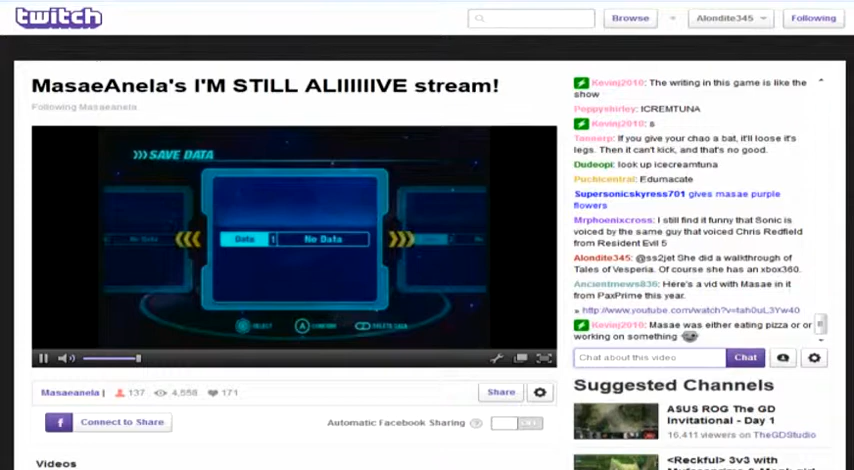 twitch
Browse
Alondite345
Following
MasaeAnela's I'M STILL ALIIIIIIVE stream!
Following Masaeanela
SAVE DATA
No Data
Data 1 No Data
SELECT
CONFIRM
Masaeanela |
137
4,558
171
Share
f Connect to Share
Automatic Facebook Sharing
?
Videos
Kevinj2010: The writing in this game is like the
show
Peppyshirley: ICREMTUNA
Kevinj2010: s
Taneerp: If you give your chao a bat, it'll loose it's
legs. Then it can't kick, and that's no good.
Dudeopi: look up icecreamtuna
Puchicentral: Edumacate
Supersonicskyress701 gives masae purple
flowers
Mrphoenixcross: I still find it funny that Sonic is
voiced by the same guy that voiced Chris Redfield
from Resident Evil 5
Alondite345: @ss2jet She did a walkthrough of
Tales of Vesperia. Of course she has an xbox360.
Ancientnews836: Here's a vid with Masae in it
from PaxPrime this year.
» http://www.youtube.com/watch?v=tah0uL3Yw40
Kevinj2010: Masae was either eating pizza or or
working on something
Chat about this video
Chat
Suggested Channels
ASUS ROG The GD
Invitational - Day 1
16,411 viewers on TheGDStudio
<Reckful> 3v3 with